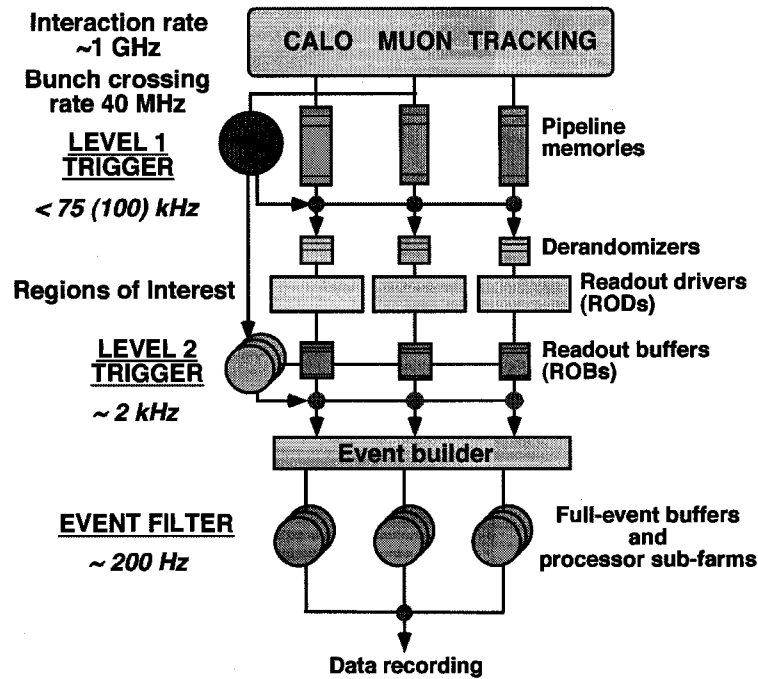 Interaction rate
~1 GHz
CALO MUON TRACKING
Bunch crossing
rate 40 MHz
LEVEL 1
TRIGGER
Pipeline
memories
< 75 (100) kHz
Derandomizers
Regions of Interest
Readout drivers
(RODs)
LEVEL 2
TRIGGER
Readout buffers
(ROBs)
~ 2 kHz
Event builder
EVENT FILTER
~ 200 Hz
Full-event buffers
and
processor sub-farms
Data recording